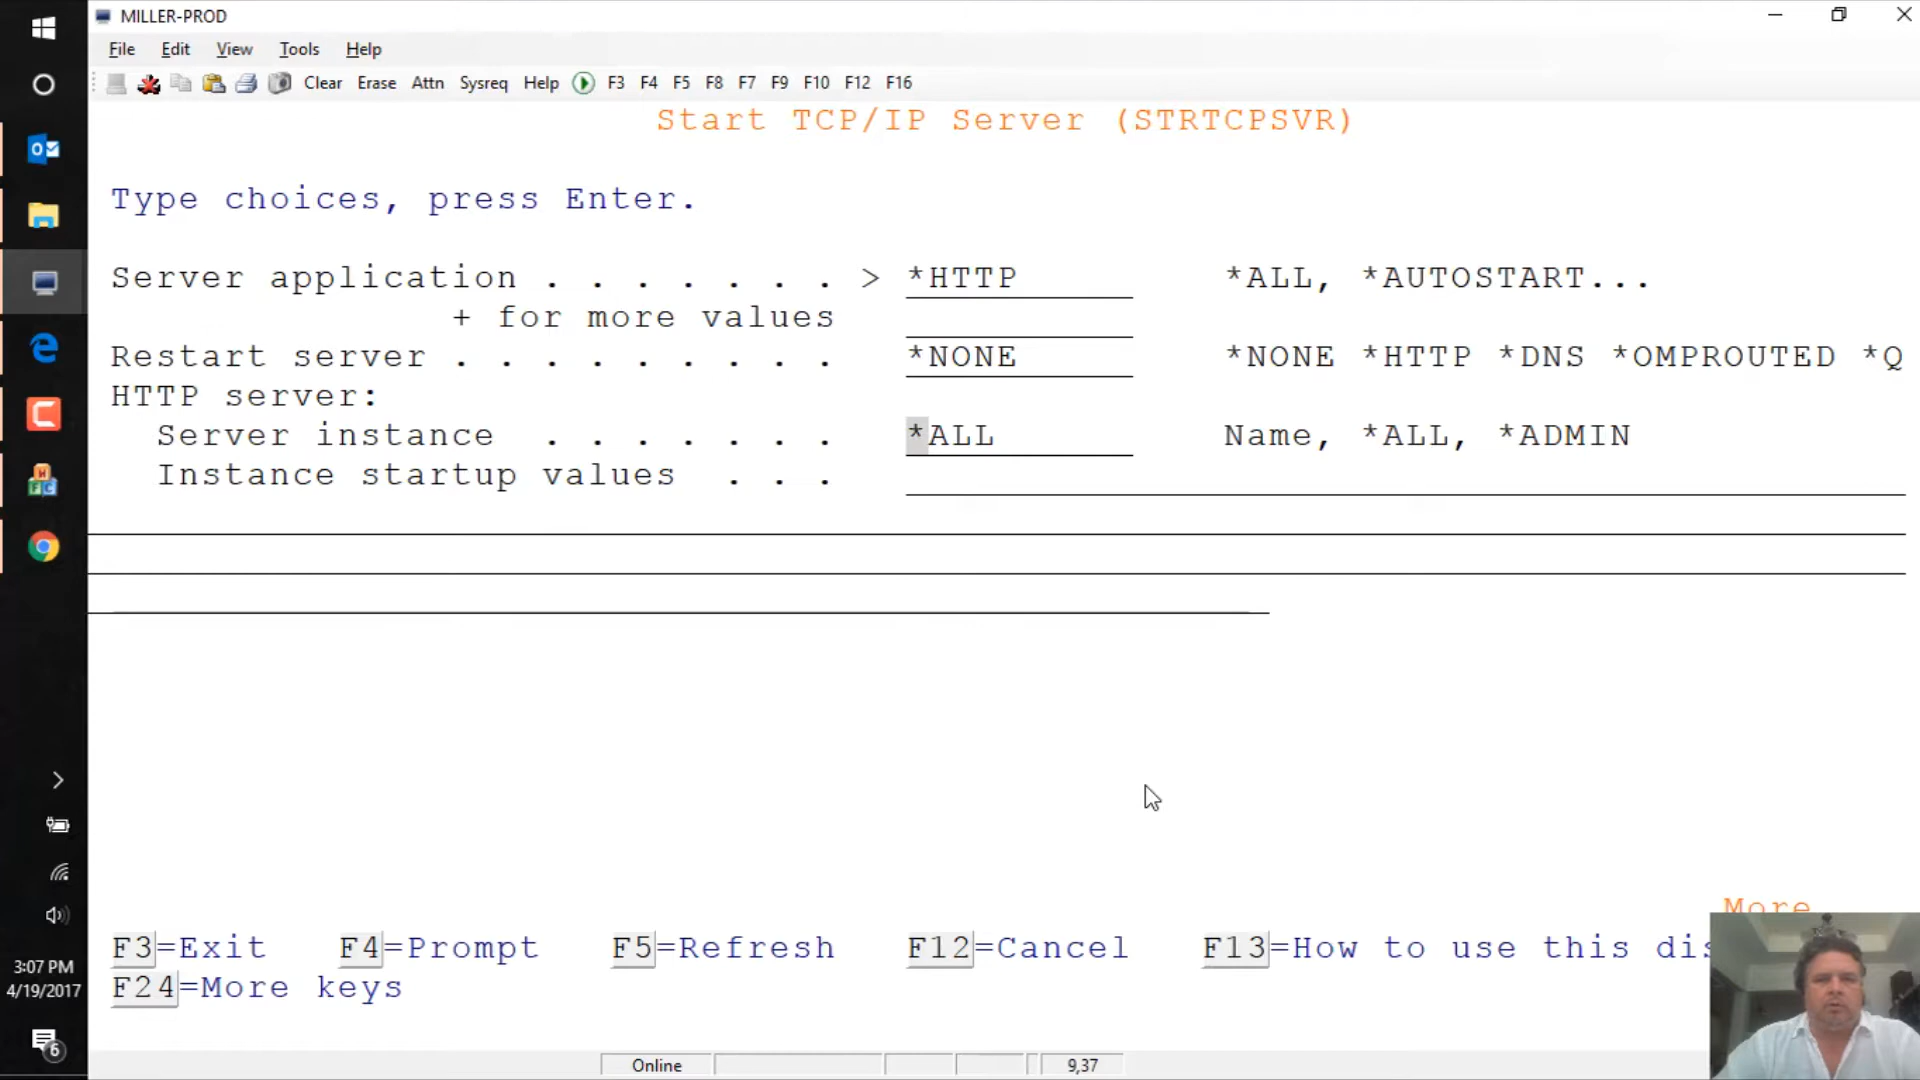 MILLER-PROD
File Edit View Tools Help
Clear Erase Attn Sysreq Help F3 F4 F5 F8 F7 F9 F10 F12 F16
Start TCP/IP Server (STRTCPSVR)
Type choices, press Enter.
Server application . . . . . . . > *HTTP *ALL, *AUTOSTART...
+ for more values
Restart server . . . . . . . . . *NONE *NONE *HTTP *DNS *OMPROUTED *Q
HTTP server:
Server instance . . . . . . . *ALL Name, *ALL, *ADMIN
Instance startup values . . .
More
F3=Exit F4=Prompt F5=Refresh F12=Cancel F13=How to use this dis
F24=More keys
3:07 PM
4/19/2017
6
Online 9,37